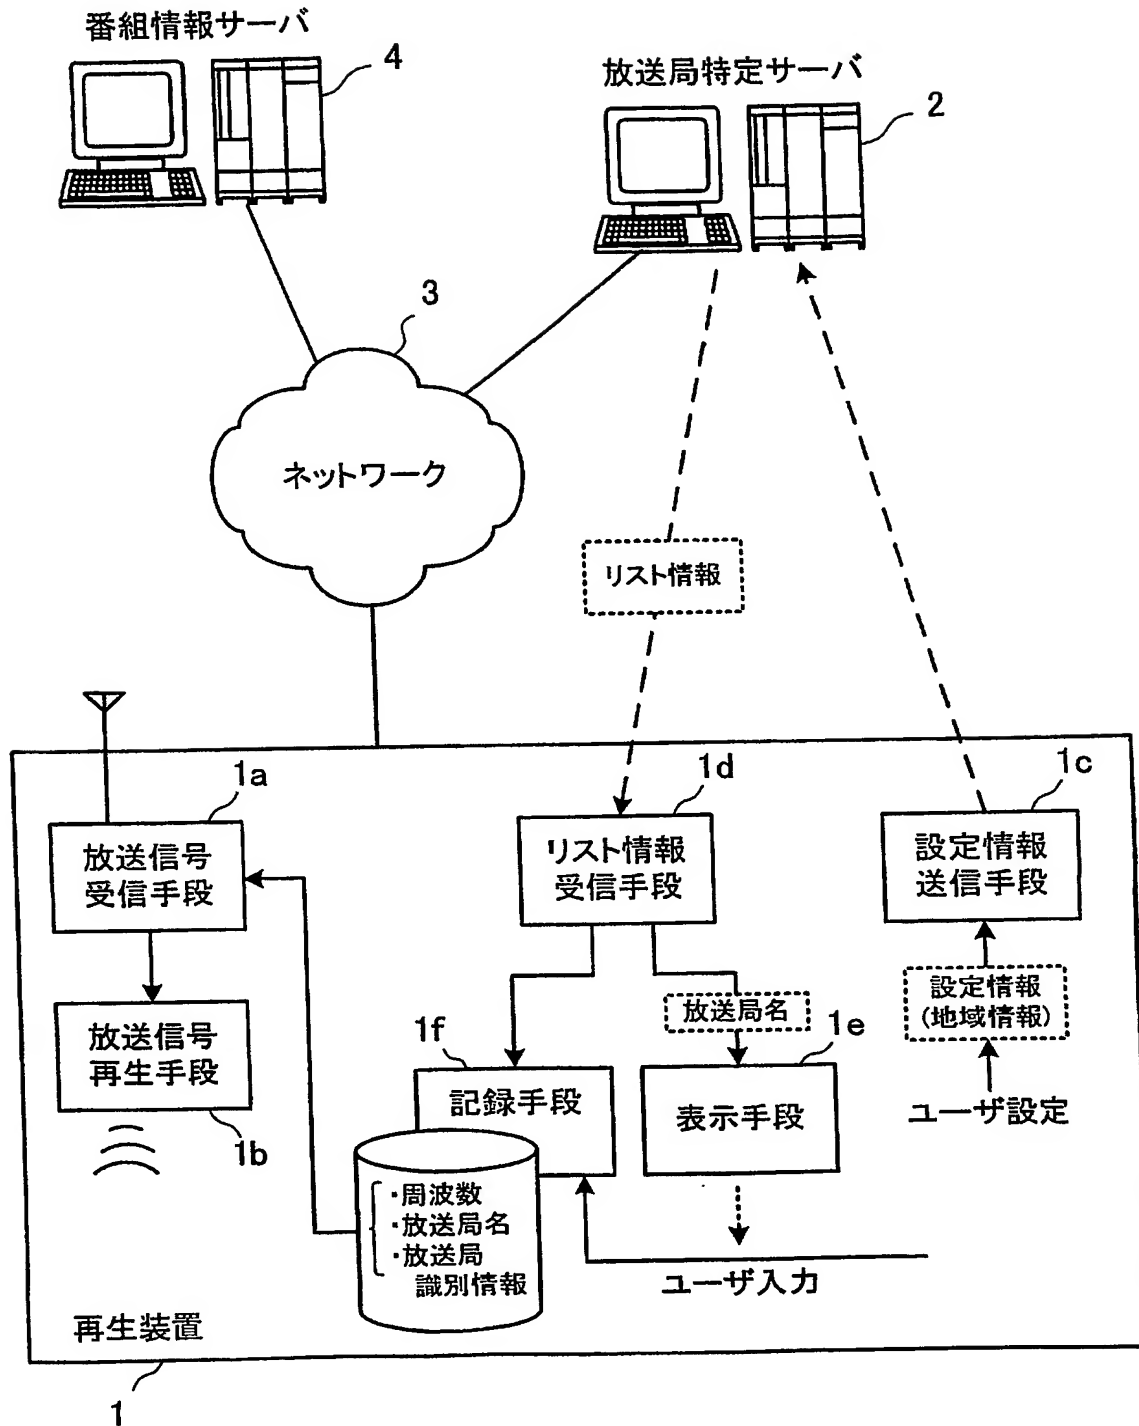 番組情報サーバ
4
放送局特定サーバ
2
3
ネットワーク
リスト情報
1a
1d
1c
放送信号
受信手段
リスト情報
受信手段
設定情報
送信手段
放送局名
設定情報
(地域情報)
放送信号
再生手段
1f
1e
記録手段
表示手段
ユーザ設定
1b
・周波数
・放送局名
・放送局
識別情報
ユーザ入力
再生装置
1